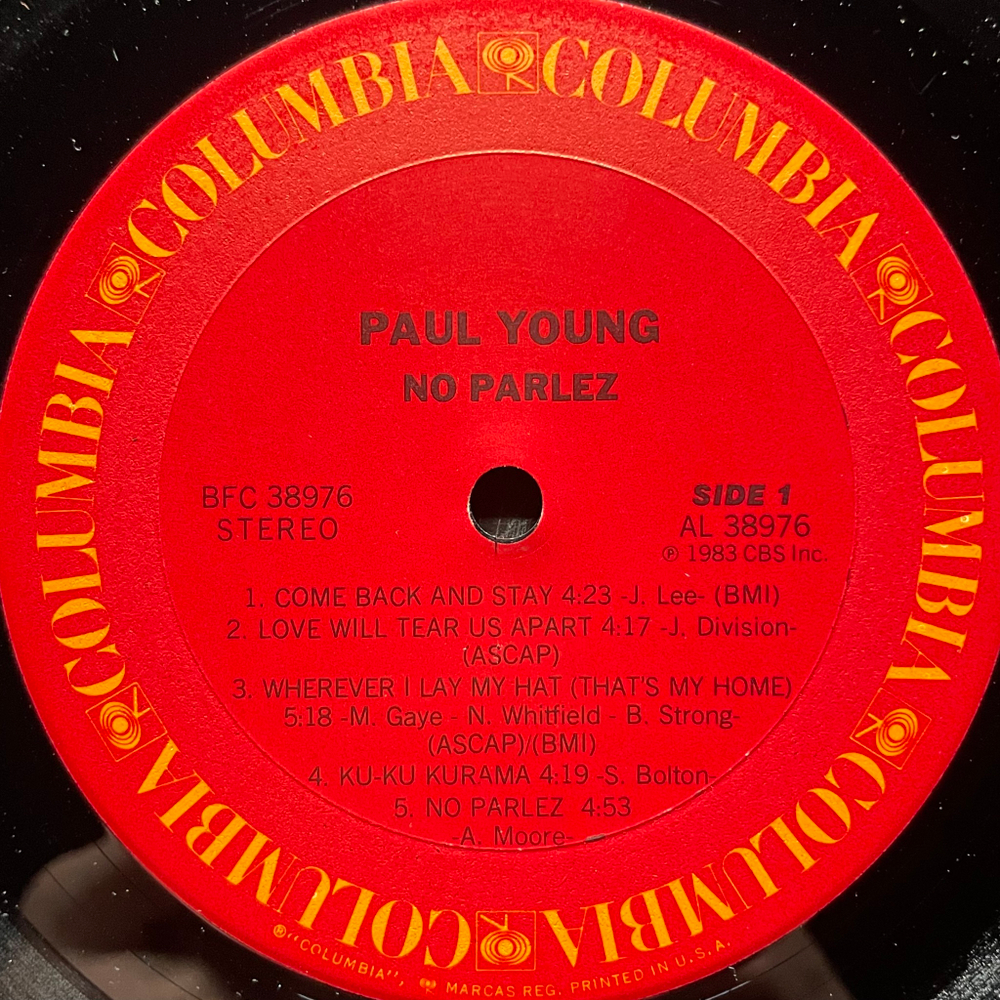 COLUMBIA COLUMBIA COLUMBIA COLUMBIA COLUMBIA COLUMBIA COLUMBIA COLUMBIA
PAUL YOUNG
NO PARLEZ
BFC 38976
STEREO
SIDE 1
AL 38976
℗ 1983 CBS Inc.
1. COME BACK AND STAY 4:23 -J. Lee- (BMI)
2. LOVE WILL TEAR US APART 4:17 -J. Division-
(ASCAP)
3. WHEREVER I LAY MY HAT (THAT'S MY HOME)
5:18 -M. Gaye - N. Whitfield - B. Strong-
(ASCAP)/(BMI)
4. KU-KU KURAMA 4:19 -S. Bolton-
5. NO PARLEZ 4:53
-A. Moore-
®"COLUMBIA", MARCAS REG. PRINTED IN U.S.A.